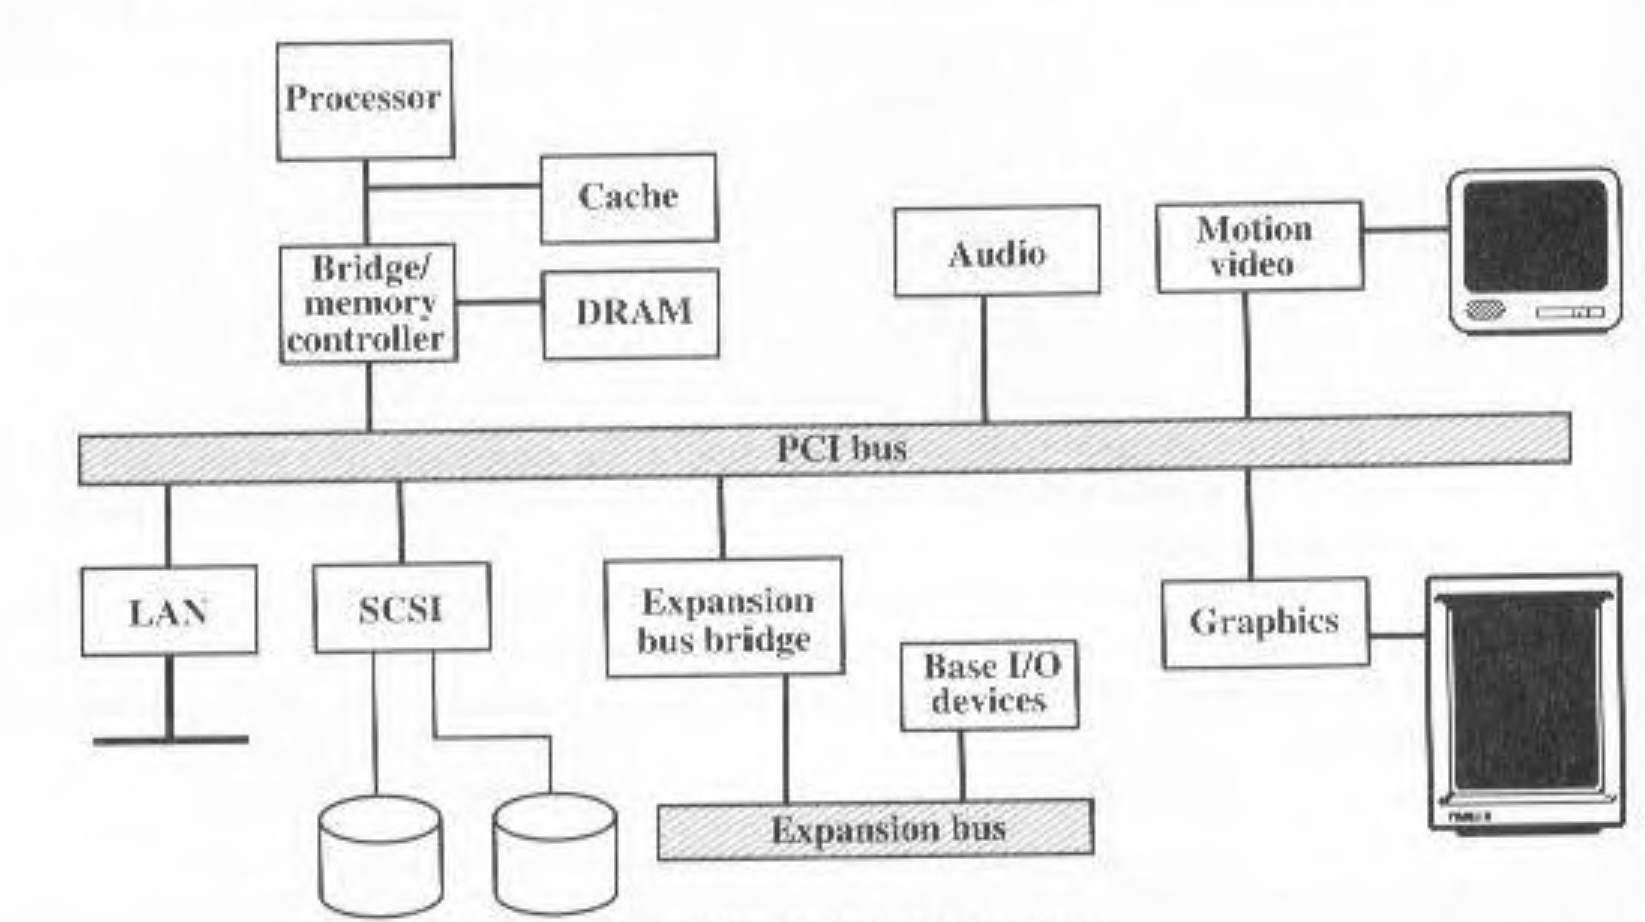 Processor
Cache
Bridge/
memory
controller
DRAM
Audio
Motion
video
PCI bus
LAN
SCSI
Expansion
bus bridge
Base I/O
devices
Graphics
Expansion bus